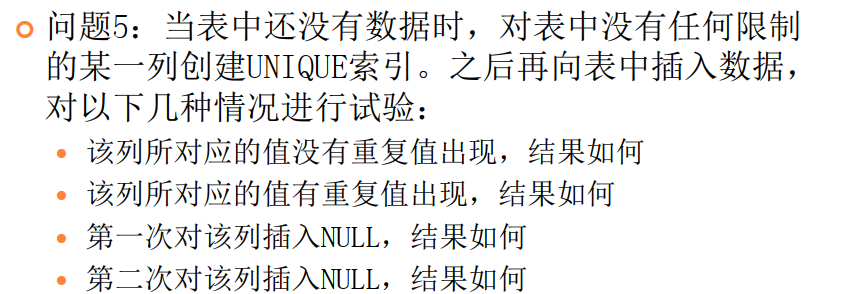 问题5：当表中还没有数据时，对表中没有任何限制
的某一列创建UNIQUE索引。之后再向表中插入数据，
对以下几种情况进行试验：
该列所对应的值没有重复值出现，结果如何
该列所对应的值有重复值出现，结果如何
第一次对该列插入NULL，结果如何
第二次对该列插入NULL，结果如何